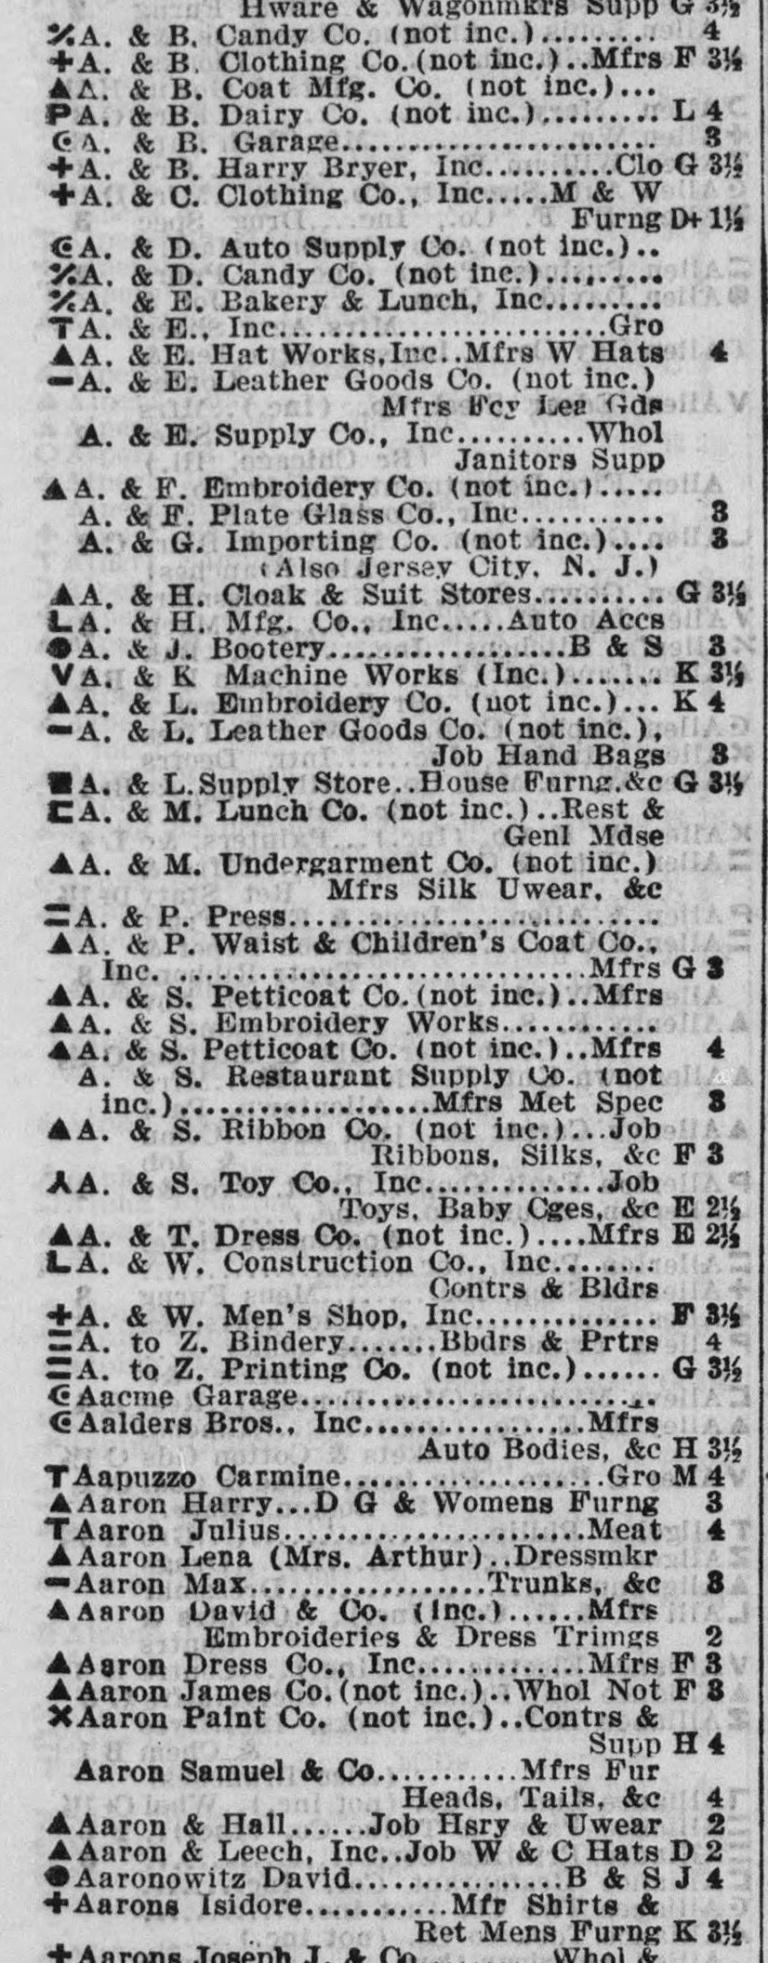 Hware & Wagonmkrs Supp G 3½
٪A. & B. Candy Co. (not inc.)......... 4
+A. & B. Clothing Co.(not inc.)..Mfrs F 3½
▲A. & B. Coat Mfg. Co. (not inc.)...
PA. & B. Dairy Co. (not inc.)......... L 4
ЄA. & B. Garage........................ 3
+A. & B. Harry Bryer, Inc..........Clo G 3½
+A. & C. Clothing Co., Inc.....M & W
Furng D+ 1½
ЄA. & D. Auto Supply Co. (not inc.)..
٪A. & D. Candy Co. (not inc.).........
٪A. & E. Bakery & Lunch, Inc..........
TA. & E., Inc.........................Gro
▲A. & E. Hat Works,Inc..Mfrs W Hats 4
━A. & E. Leather Goods Co. (not inc.)
Mfrs Fcy Lea Gds
A. & E. Supply Co., Inc..........Whol
Janitors Supp
▲A. & F. Embroidery Co. (not inc.).....
A. & F. Plate Glass Co., Inc........... 3
A. & G. Importing Co. (not inc.).... 3
(Also Jersey City, N. J.)
▲A. & H. Cloak & Suit Stores.......... G 3½
LA. & H. Mfg. Co., Inc.....Auto Accs
●A. & J. Bootery.................B & S 3
VA. & K Machine Works (Inc.)....... K 3½
▲A. & L. Embroidery Co. (not inc.)... K 4
━A. & L. Leather Goods Co. (not inc.),
Job Hand Bags 3
■A. & L.Supply Store..House Furng.&c G 3½
⊏A. & M. Lunch Co. (not inc.)..Rest &
Genl Mdse
▲A. & M. Undergarment Co. (not inc.)
Mfrs Silk Uwear, &c
=A. & P. Press...........................
▲A. & P. Waist & Children's Coat Co.,
Inc. .............................Mfrs G 3
▲A. & S. Petticoat Co.(not inc.)..Mfrs
▲A. & S. Embroidery Works............
▲A. & S. Petticoat Co. (not inc.)..Mfrs 4
A. & S. Restaurant Supply Co. (not
inc.)....................Mfrs Met Spec 3
▲A. & S. Ribbon Co. (not inc.)...Job
Ribbons, Silks, &c F 3
⅄A. & S. Toy Co., Inc..............Job
Toys, Baby Cges, &c E 2½
▲A. & T. Dress Co. (not inc.)....Mfrs E 2½
LA. & W. Construction Co., Inc........
Contrs & Bldrs
+A. & W. Men's Shop, Inc.............. F 3½
=A. to Z. Bindery.......Bbdrs & Prtrs 4
=A. to Z. Printing Co. (not inc.)...... G 3½
ЄAacme Garage...........................
ЄAalders Bros., Inc.................Mfrs
Auto Bodies, &c H 3½
TAapuzzo Carmine....................Gro M 4
▲Aaron Harry...D G & Womens Furng 3
TAaron Julius.......................Meat 4
▲Aaron Lena (Mrs. Arthur)..Dressmkr
━Aaron Max..................Trunks, &c 3
▲Aaron David & Co. (Inc.)......Mfrs
Embroideries & Dress Trimgs 2
▲Aaron Dress Co., Inc.............Mfrs F 3
▲Aaron James Co.(not inc.)..Whol Not F 3
✕Aaron Paint Co. (not inc.)..Contrs &
Supp H 4
Aaron Samuel & Co...........Mfrs Fur
Heads, Tails, &c 4
▲Aaron & Hall......Job Hsry & Uwear 2
▲Aaron & Leech, Inc..Job W & C Hats D 2
●Aaronowitz David................B & S J 4
+Aarons Isidore...........Mfr Shirts &
Ret Mens Furng K 3½
+Aarons Joseph J. & Co..........Whol &